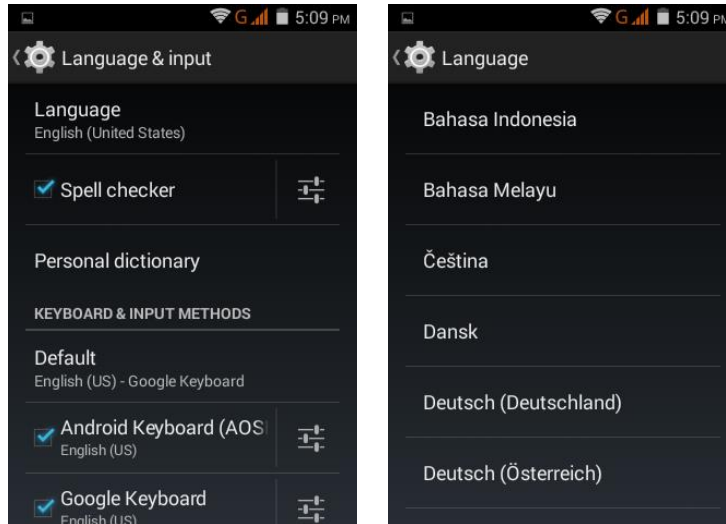 G 5:09 PM
Language & input
Language
English (United States)
Spell checker
Personal dictionary
KEYBOARD & INPUT METHODS
Default
English (US) - Google Keyboard
Android Keyboard (AOS
English (US)
Google Keyboard
English (US)
G 5:09 PM
Language
Bahasa Indonesia
Bahasa Melayu
Čeština
Dansk
Deutsch (Deutschland)
Deutsch (Österreich)